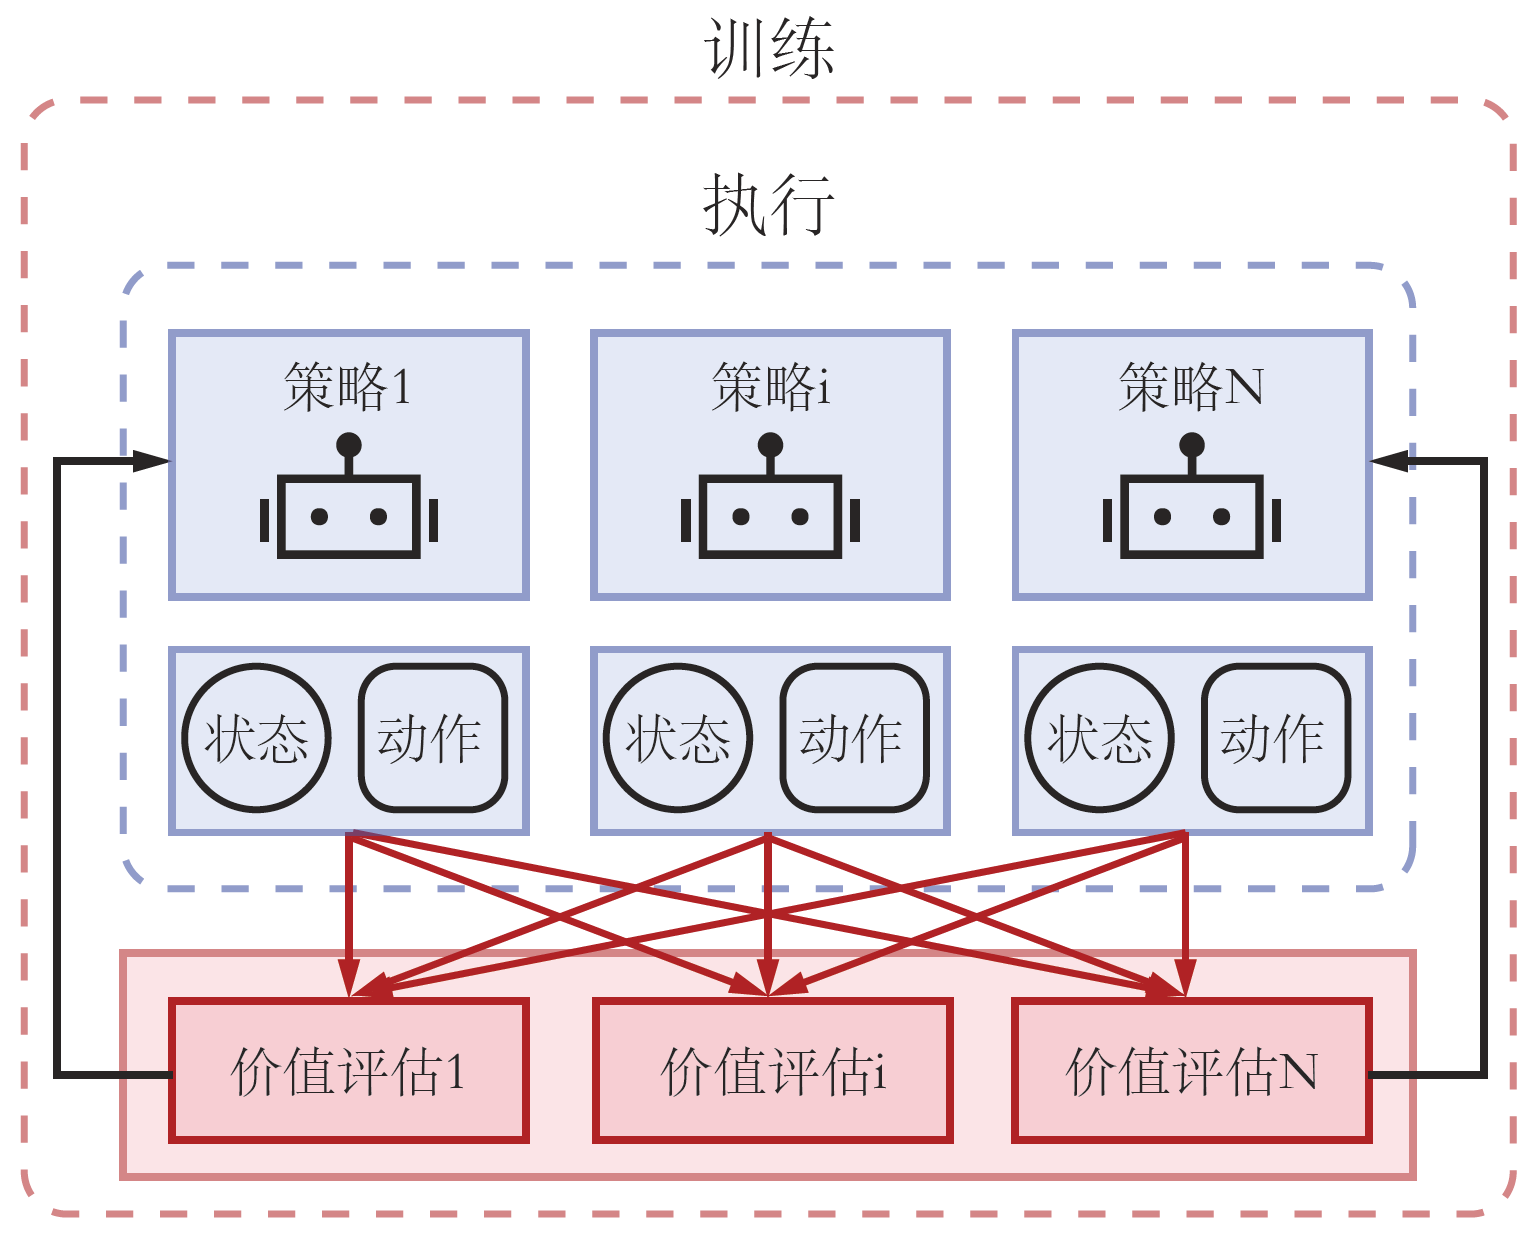 训练
执行
策略1
策略i
策略N
状态
动作
状态
动作
状态
动作
价值评估1
价值评估i
价值评估N